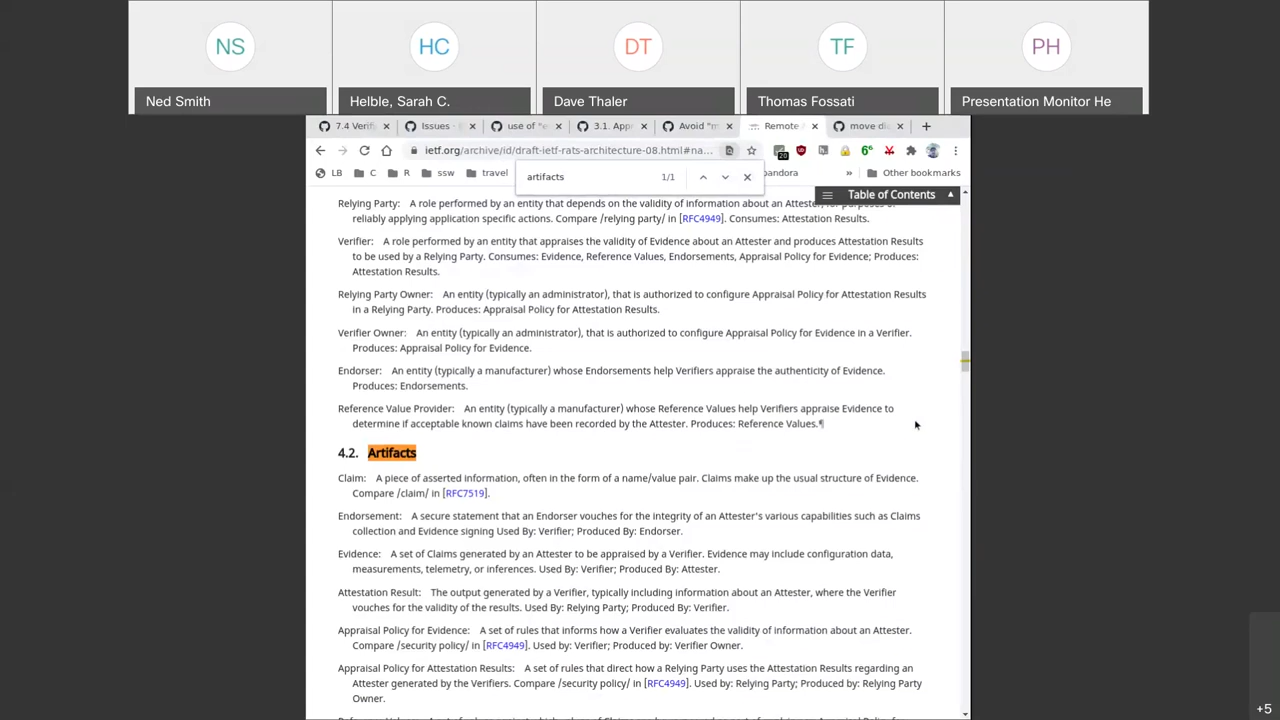 NS
HC
DT
TF
PH
Ned Smith
Helble, Sarah C.
Dave Thaler
Thomas Fossati
Presentation Monitor He
7.4 Verifi
Issues ·
use of "e
3.1. Appr
Avoid "m
Remote
move di
ietf.org/archive/id/draft-ietf-rats-architecture-08.html#na...
20
LB
C
R
ssw
travel
pandora
»
Other bookmarks
artifacts
1/1
Table of Contents
Relying Party: A role performed by an entity that depends on the validity of information about an Attester, for purposes of
reliably applying application specific actions. Compare /relying party/ in [RFC4949]. Consumes: Attestation Results.
Verifier: A role performed by an entity that appraises the validity of Evidence about an Attester and produces Attestation Results
to be used by a Relying Party. Consumes: Evidence, Reference Values, Endorsements, Appraisal Policy for Evidence; Produces:
Attestation Results.
Relying Party Owner: An entity (typically an administrator), that is authorized to configure Appraisal Policy for Attestation Results
in a Relying Party. Produces: Appraisal Policy for Attestation Results.
Verifier Owner: An entity (typically an administrator), that is authorized to configure Appraisal Policy for Evidence in a Verifier.
Produces: Appraisal Policy for Evidence.
Endorser: An entity (typically a manufacturer) whose Endorsements help Verifiers appraise the authenticity of Evidence.
Produces: Endorsements.
Reference Value Provider: An entity (typically a manufacturer) whose Reference Values help Verifiers appraise Evidence to
determine if acceptable known claims have been recorded by the Attester. Produces: Reference Values.¶
4.2. Artifacts
Claim: A piece of asserted information, often in the form of a name/value pair. Claims make up the usual structure of Evidence.
Compare /claim/ in [RFC7519].
Endorsement: A secure statement that an Endorser vouches for the integrity of an Attester's various capabilities such as Claims
collection and Evidence signing Used By: Verifier; Produced By: Endorser.
Evidence: A set of Claims generated by an Attester to be appraised by a Verifier. Evidence may include configuration data,
measurements, telemetry, or inferences. Used By: Verifier; Produced By: Attester.
Attestation Result: The output generated by a Verifier, typically including information about an Attester, where the Verifier
vouches for the validity of the results. Used By: Relying Party; Produced By: Verifier.
Appraisal Policy for Evidence: A set of rules that informs how a Verifier evaluates the validity of information about an Attester.
Compare /security policy/ in [RFC4949]. Used by: Verifier; Produced by: Verifier Owner.
Appraisal Policy for Attestation Results: A set of rules that direct how a Relying Party uses the Attestation Results regarding an
Attester generated by the Verifiers. Compare /security policy/ in [RFC4949]. Used by: Relying Party; Produced by: Relying Party
Owner.
+5